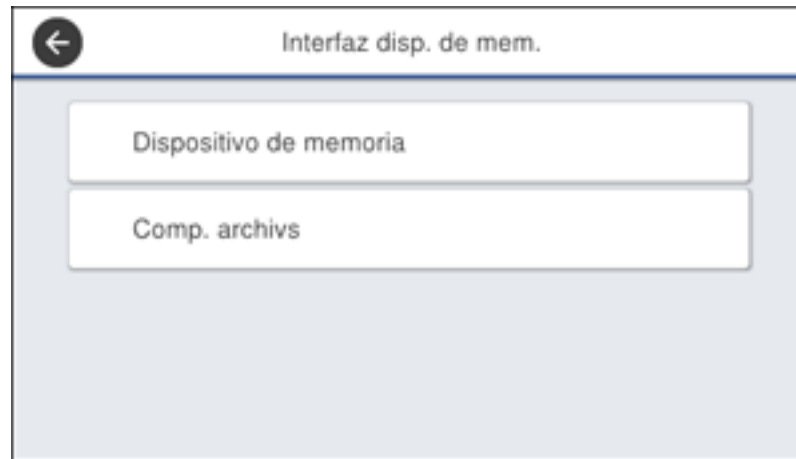 Interfaz disp. de mem.
Dispositivo de memoria
Comp. archivs